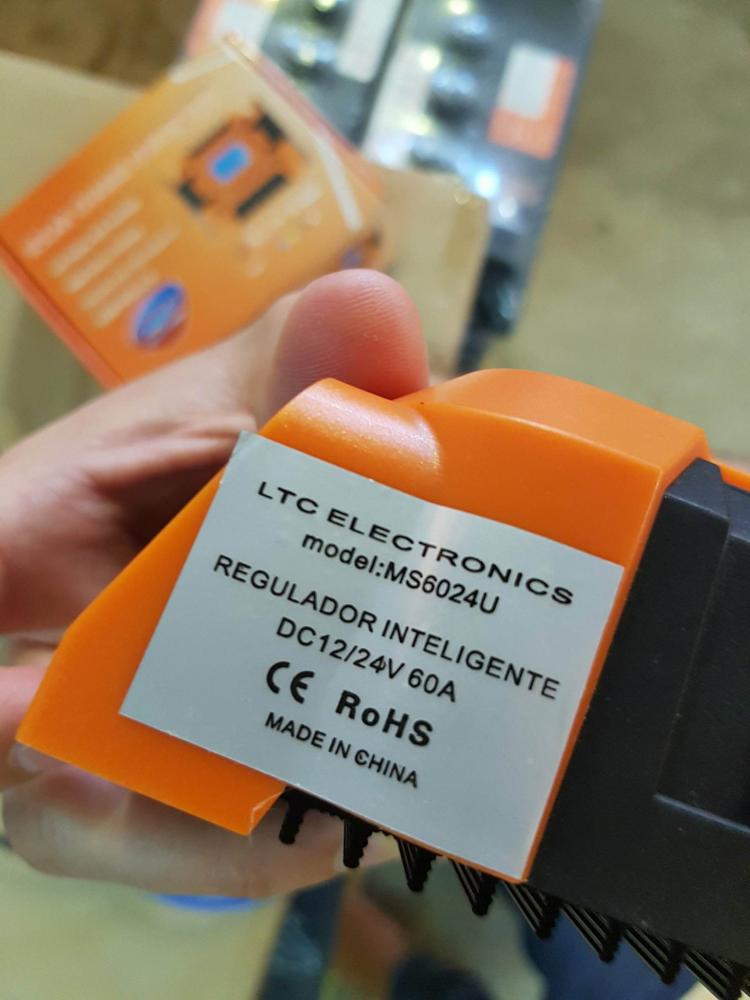 LTC ELECTRONICS
model:MS6024U
REGULADOR INTELIGENTE
DC12/24V 60A
CE RoHS
MADE IN CHINA